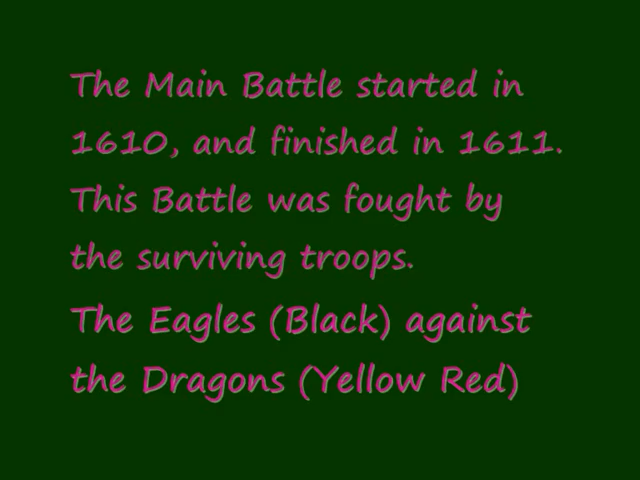 The Main Battle started in
1610, and finished in 1611.
This Battle was fought by
the surviving troops.
The Eagles (Black) against
the Dragons (Yellow Red)